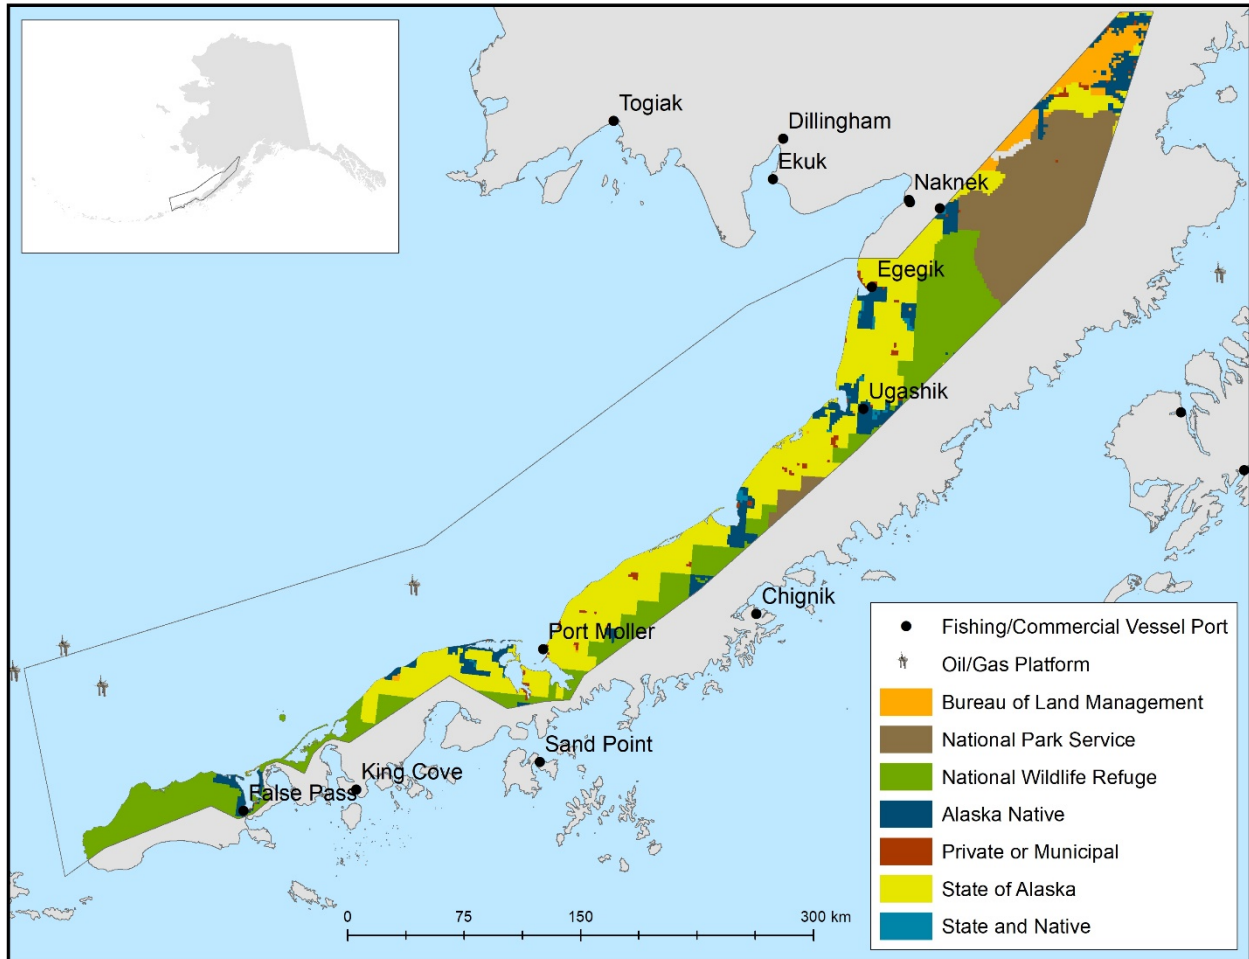 Togiak
Dillingham
Ekuk
Naknek
Egegik
Ugashik
Chignik
Port Moller
Sand Point
King Cove
False Pass
Fishing/Commercial Vessel Port
Oil/Gas Platform
Bureau of Land Management
National Park Service
National Wildlife Refuge
Alaska Native
Private or Municipal
State of Alaska
State and Native
0 75 150 300 km